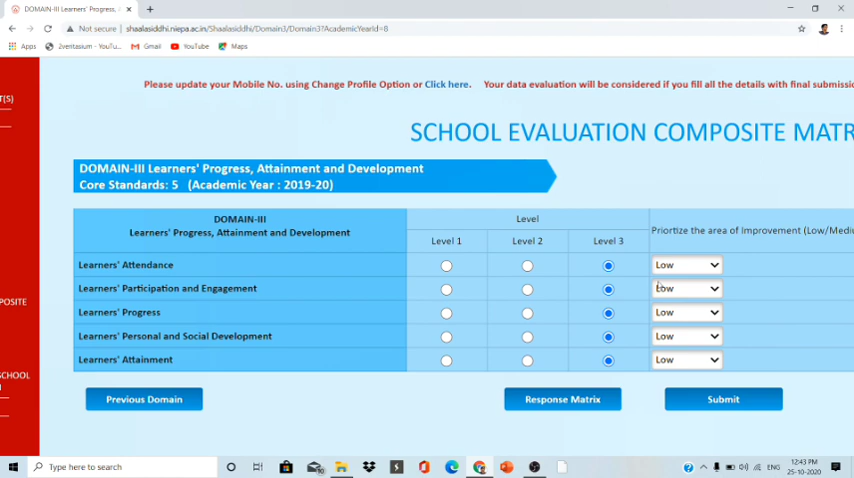 DOMAIN-III Learners' Progress, A
Not secure
shaalasiddhi.niepa.ac.in/Shaalasiddhi/Domain3/Domain3?AcademicYearId=8
Apps
2veritasium - YouTu...
Gmail
YouTube
Maps
T(S)
Please update your Mobile No. using Change Profile Option or Click here. Your data evaluation will be considered if you fill all the details with final submissio
SCHOOL EVALUATION COMPOSITE MATR
DOMAIN-III Learners' Progress, Attainment and Development
Core Standards: 5 (Academic Year : 2019-20)
DOMAIN-III
Learners' Progress, Attainment and Development
Level
Level 1
Level 2
Level 3
Priortize the area of Improvement (Low/Mediu
Learners' Attendance
Low
Learners' Participation and Engagement
Low
Learners' Progress
Low
Learners' Personal and Social Development
Low
Learners' Attainment
Low
POSITE
SCHOOL
Previous Domain
Response Matrix
Submit
Type here to search
90
ENG
12:43 PM
25-10-2020